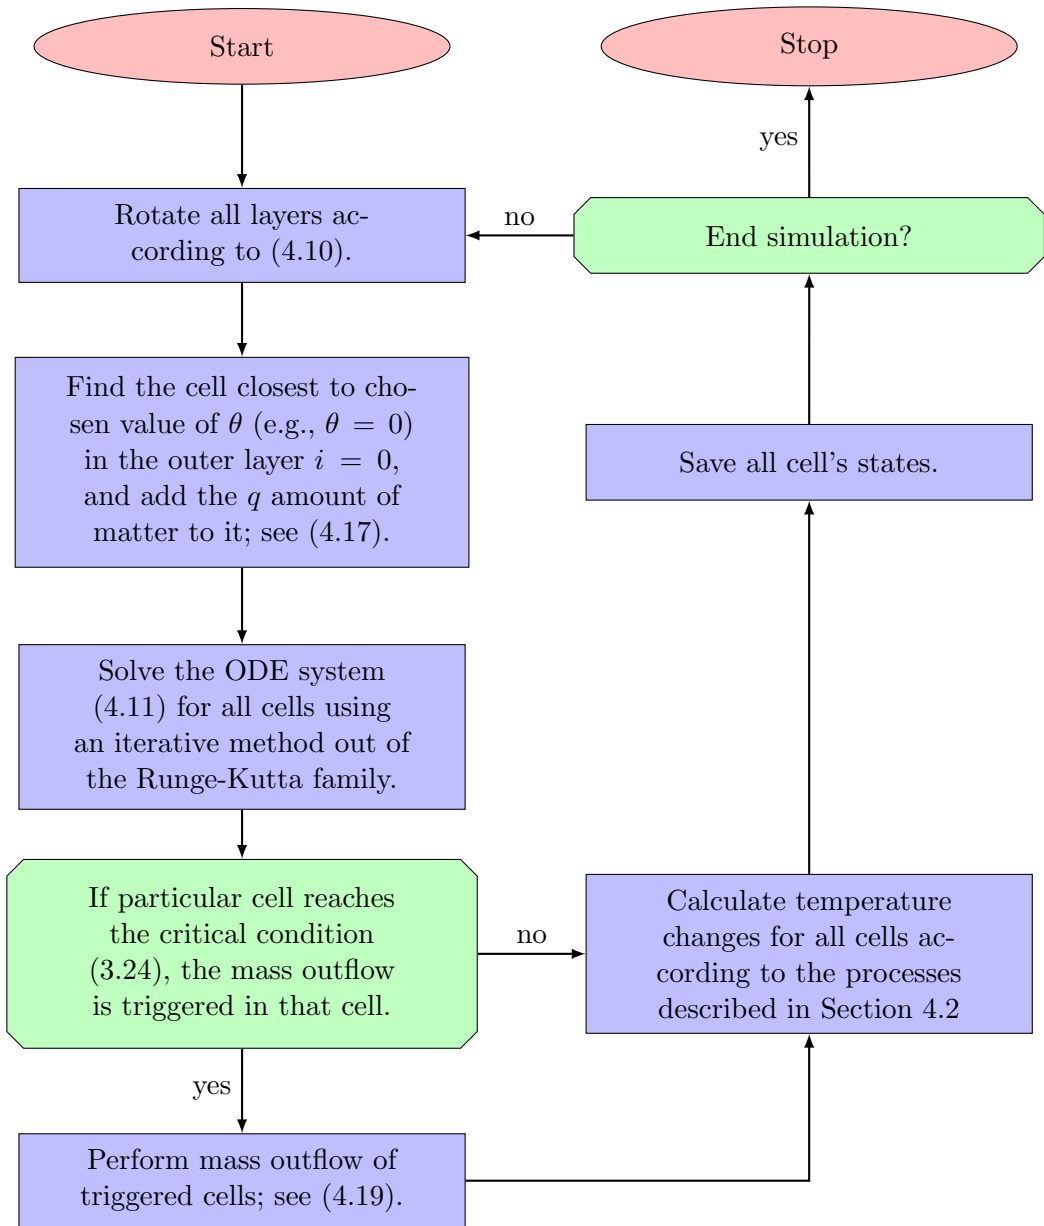 Start
Rotate all layers ac-
cording to (4.10).
Find the cell closest to cho-
sen value of θ (e.g., θ = 0)
in the outer layer i = 0,
and add the q amount of
matter to it; see (4.17).
Solve the ODE system
(4.11) for all cells using
an iterative method out of
the Runge-Kutta family.
If particular cell reaches
the critical condition
(3.24), the mass outflow
is triggered in that cell.
yes
Perform mass outflow of
triggered cells; see (4.19).
no
Calculate temperature
changes for all cells ac-
cording to the processes
described in Section 4.2
Save all cell's states.
End simulation?
no
yes
Stop